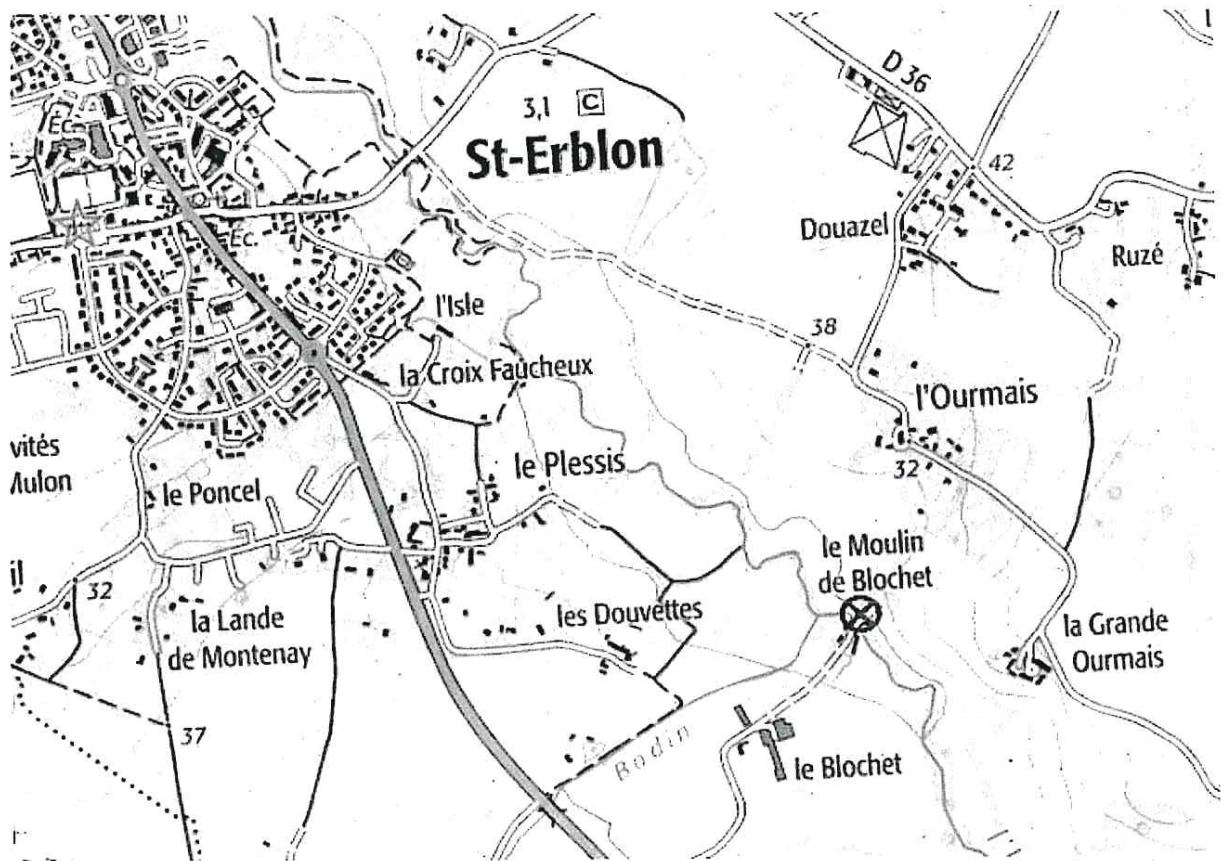 D 36
3,1 C
St-Erblon
Éc.
42
Douazel
Ruzé
Éc.
l'Isle
38
la Croix Faucheux
l'Ourmais
vités
Aulon
le Plessis
32
le Poncel
le Moulin
de Blochet
32
la Lande
de Montenay
les Douvettes
la Grande
Ourmais
37
Bodin
le Blochet